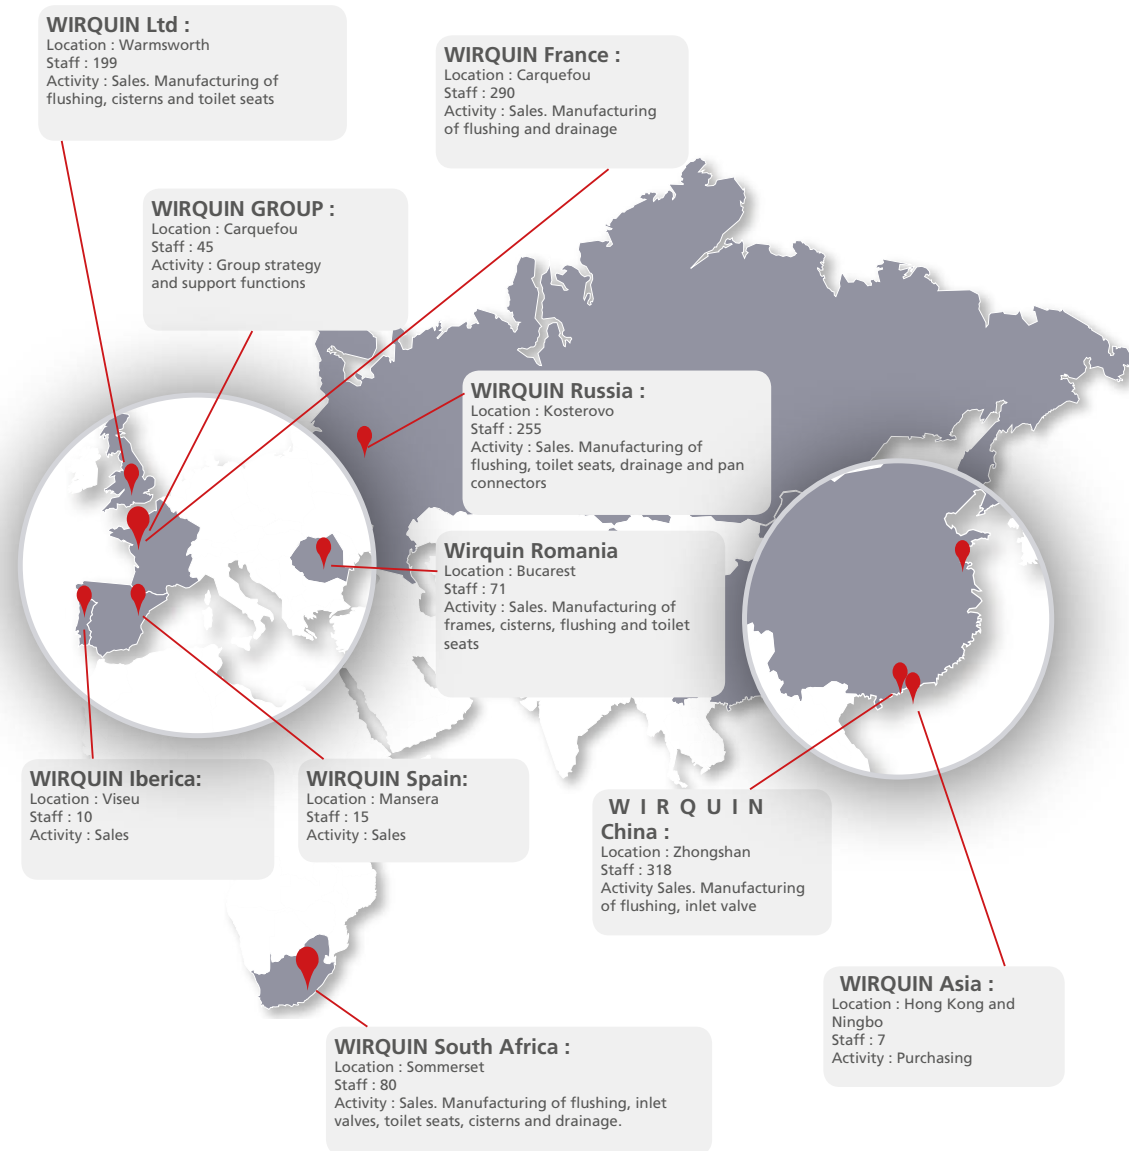 WIRQUIN Ltd :
Location : Warmsworth
Staff : 199
Activity : Sales. Manufacturing of
flushing, cisterns and toilet seats
WIRQUIN France :
Location : Carquefou
Staff : 290
Activity : Sales. Manufacturing
of flushing and drainage
WIRQUIN GROUP :
Location : Carquefou
Staff : 45
Activity : Group strategy
and support functions
WIRQUIN Russia :
Location : Kosterovo
Staff : 255
Activity : Sales. Manufacturing of
flushing, toilet seats, drainage and pan
connectors
Wirquin Romania
Location : Bucarest
Staff : 71
Activity : Sales. Manufacturing of
frames, cisterns, flushing and toilet
seats
WIRQUIN Iberica:
Location : Viseu
Staff : 10
Activity : Sales
WIRQUIN Spain:
Location : Mansera
Staff : 15
Activity : Sales
W I R Q U I N
China :
Location : Zhongshan
Staff : 318
Activity Sales. Manufacturing
of flushing, inlet valve
WIRQUIN Asia :
Location : Hong Kong and
Ningbo
Staff : 7
Activity : Purchasing
WIRQUIN South Africa :
Location : Sommerset
Staff : 80
Activity : Sales. Manufacturing of flushing, inlet
valves, toilet seats, cisterns and drainage.